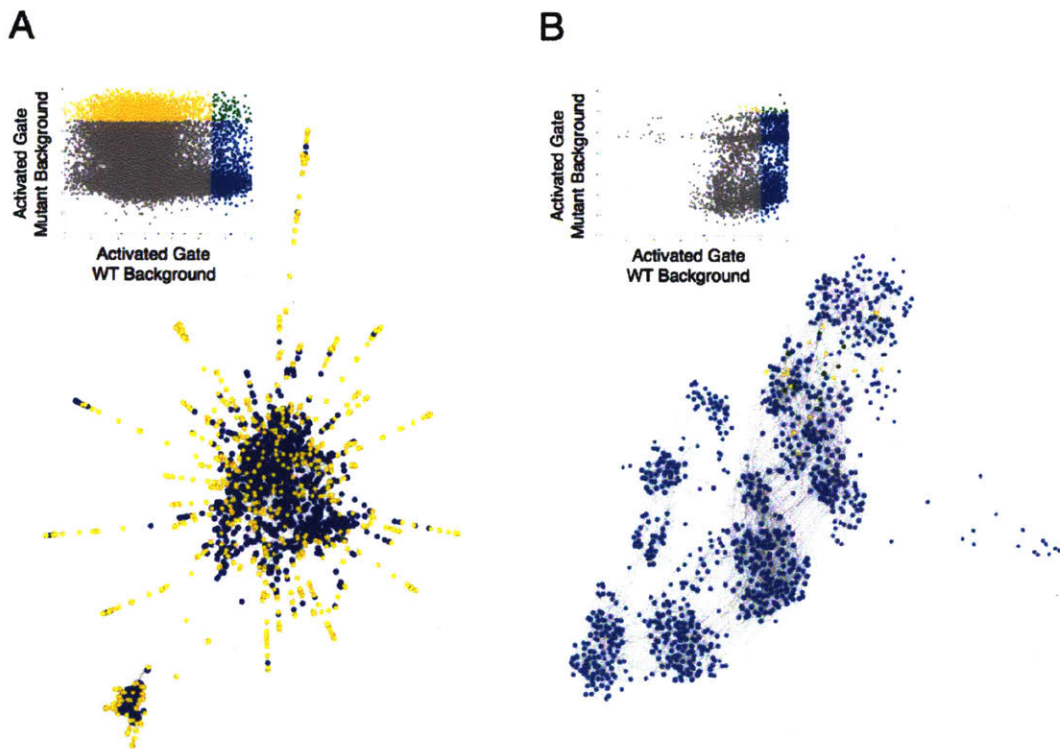 A
B
Activated Gate
Mutant Background
Activated Gate
WT Background
Activated Gate
Mutant Background
Activated Gate
WT Background